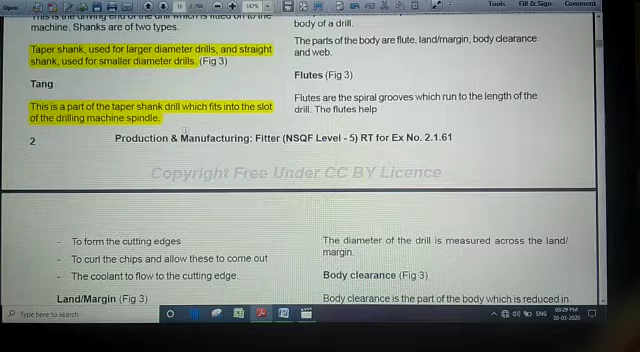 Open
142%
Tools Fill & Sign Comment
This is the driving end of the drill which is fitted on to the
machine. Shanks are of two types.
Taper shank, used for larger diameter drills, and straight
shank, used for smaller diameter drills. (Fig 3)
Tang
This is a part of the taper shank drill which fits into the slot
of the drilling machine spindle.
body of a drill.
The parts of the body are flute, land/margin, body clearance
and web.
Flutes (Fig 3)
Flutes are the spiral grooves which run to the length of the
drill. The flutes help
2
Production & Manufacturing: Fitter (NSQF Level - 5) RT for Ex No. 2.1.61
Copyright Free Under CC BY Licence
- To form the cutting edges
- To curl the chips and allow these to come out
- The coolant to flow to the cutting edge.
Land/Margin (Fig 3)
The diameter of the drill is measured across the land/
margin.
Body clearance (Fig 3)
Body clearance is the part of the body which is reduced in
Type here to search
ENG
03:29 PM
30-03-2020